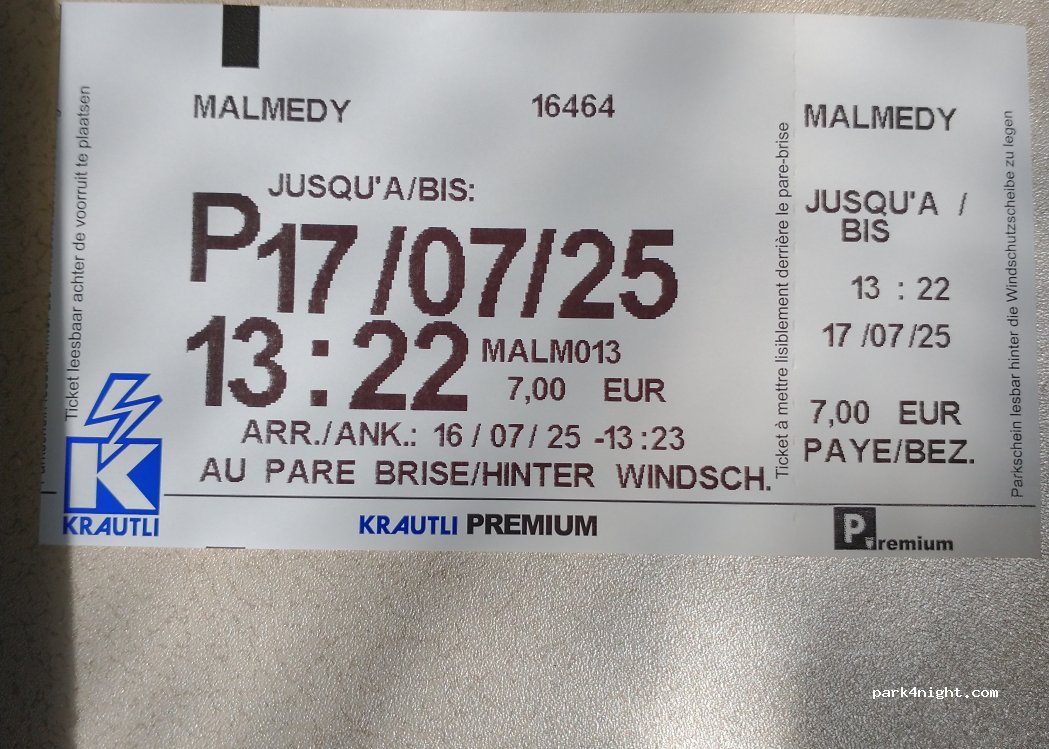 MALMEDY 16464
JUSQU'A/BIS:
P17/07/25
13:22 MALM013
7,00 EUR
ARR./ANK.: 16 / 07/ 25 -13 :23
AU PARE BRISE/HINTER WINDSCH.
Ticket leesbaar achter de voorruit te plaatsen
K
KRAUTLI
KRAUTLI PREMIUM
Ticket à mettre lisiblement derrière le pare-brise
MALMEDY
JUSQU'A /
BIS
13 : 22
17 /07/25
7,00 EUR
PAYE/BEZ.
Parkschein lesbar hinter die Windschutzscheibe zu legen
Premium
park4night.com